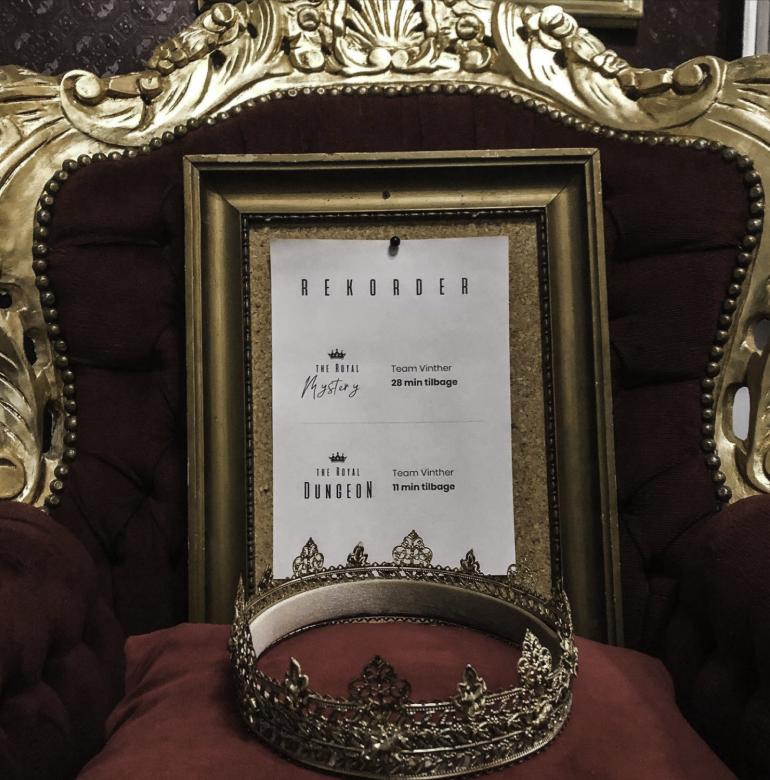 REKORDER
THE ROYAL
Mystery
Team Vinther
28 min tilbage
THE ROYAL
DUNGEON
Team Vinther
11 min tilbage